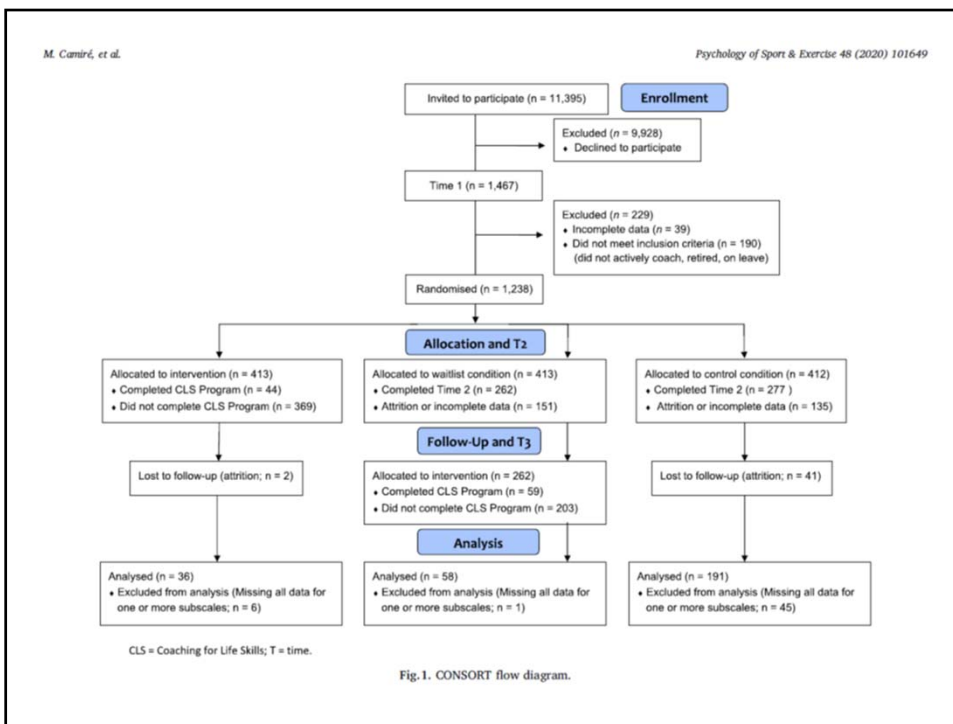 M. Camiré, et al.
Psychology of Sport & Exercise 48 (2020) 101649
Invited to participate (n = 11,395)
Enrollment
Excluded (n = 9,928)
♦ Declined to participate
Time 1 (n = 1,467)
Excluded (n = 229)
♦ Incomplete data (n = 39)
♦ Did not meet inclusion criteria (n = 190)
(did not actively coach, retired, on leave)
Randomised (n = 1,238)
Allocation and T2
Allocated to intervention (n = 413)
♦ Completed CLS Program (n = 44)
♦ Did not complete CLS Program (n = 369)
Allocated to waitlist condition (n = 413)
♦ Completed Time 2 (n = 262)
♦ Attrition or incomplete data (n = 151)
Allocated to control condition (n = 412)
♦ Completed Time 2 (n = 277 )
♦ Attrition or incomplete data (n = 135)
Follow-Up and T3
Lost to follow-up (attrition; n = 2)
Allocated to intervention (n = 262)
♦ Completed CLS Program (n = 59)
♦ Did not complete CLS Program (n = 203)
Lost to follow-up (attrition; n = 41)
Analysis
Analysed (n = 36)
♦ Excluded from analysis (Missing all data for
one or more subscales; n = 6)
Analysed (n = 58)
♦ Excluded from analysis (Missing all data for
one or more subscales; n = 1)
Analysed (n = 191)
♦ Excluded from analysis (Missing all data for
one or more subscales; n = 45)
CLS = Coaching for Life Skills; T = time.
Fig. 1. CONSORT flow diagram.